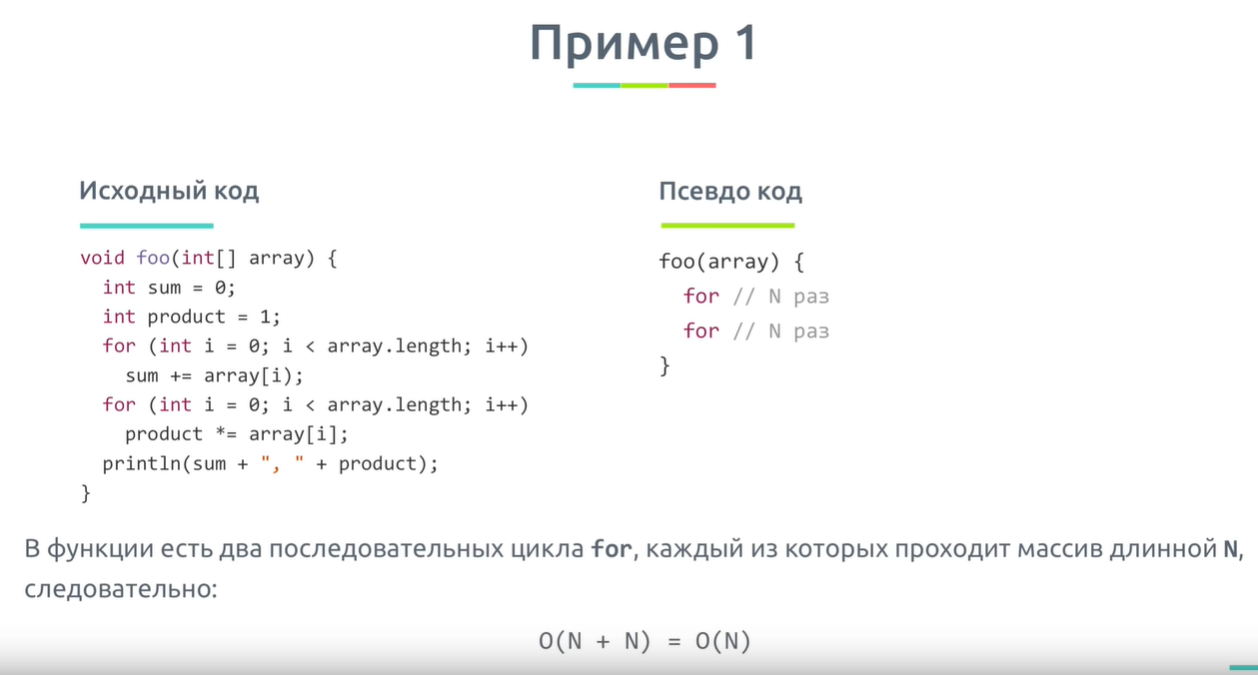 Пример 1
Исходный код
void foo(int[] array) {
int sum = 0;
int product = 1;
for (int i = 0; i < array.length; i++)
sum += array[i);
for (int i = 0; i < array.length; i++)
product *= array[i];
println(sum + ", " + product);
}
Псевдо код
foo(array) {
for // N раз
for // N раз
}
В функции есть два последовательных цикла for, каждый из которых проходит массив длинной N,
следовательно:
O(N + N) = O(N)